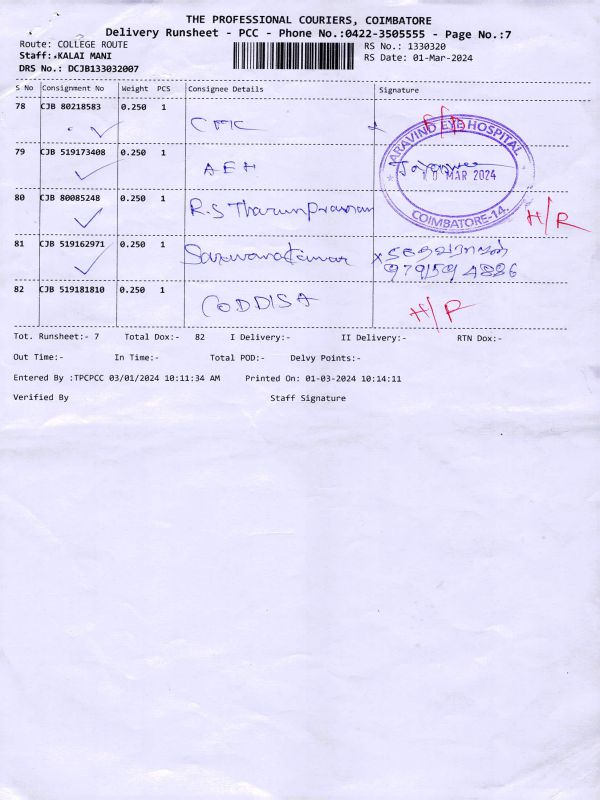 THE PROFESSIONAL COURIERS, COIMBATORE
Delivery Runsheet - PCC - Phone No.:0422-3505555 - Page No.:7
Route: COLLEGE ROUTE
RS No.: 1330320
Staff: KALAI MANI
RS Date: 01-Mar-2024
DRS No.: DCJB133032007
S No Consignment No Weight PCS Consignee Details Signature
78 CJB 80218583 0.250 1
79 CJB 519173408 0.250 1 AEH
ARAVIND EYE HOSPITAL
MAR 2024
COIMBATORE-14.
80 CJB 80085248 0.250 1 R.S Tharunpraanam H/R
81 CJB 519162971 0.250 1 Saravanakumar
82 CJB 519181810 0.250 1 CODDISA H/R
Tot. Runsheet:- 7 Total Dox:- 82 I Delivery:- II Delivery:- RTN Dox:-
Out Time:- In Time:- Total POD:- Delvy Points:-
Entered By :TPCPCC 03/01/2024 10:11:34 AM Printed On: 01-03-2024 10:14:11
Verified By Staff Signature